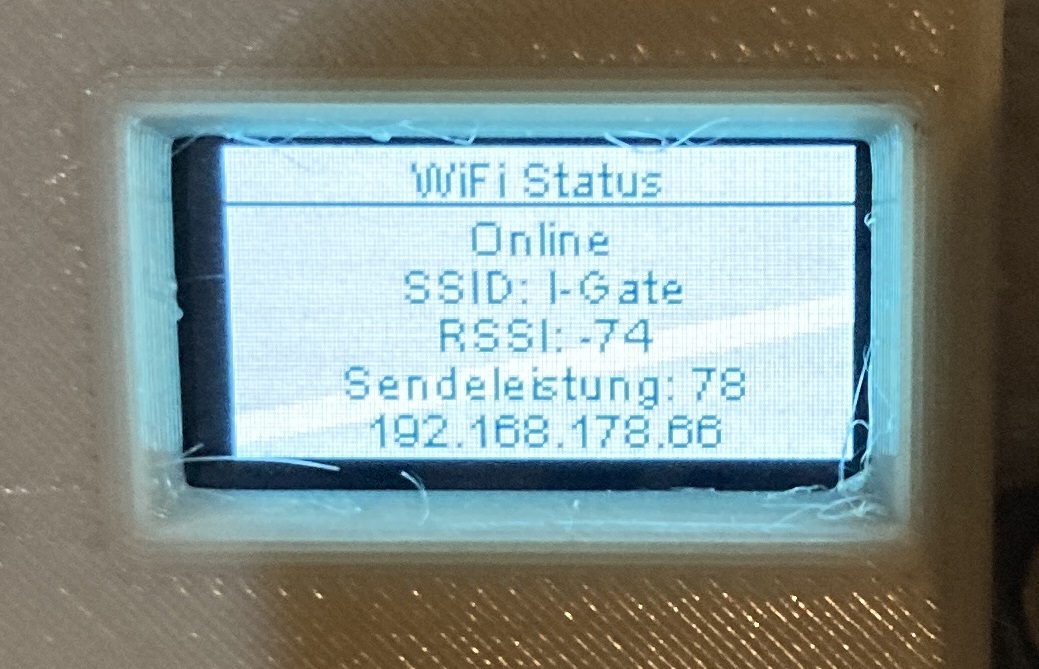 WiFi Status
Online
SSID: I-Gate
RSSI: -74
Sendeleistung: 78
192.168.178.66